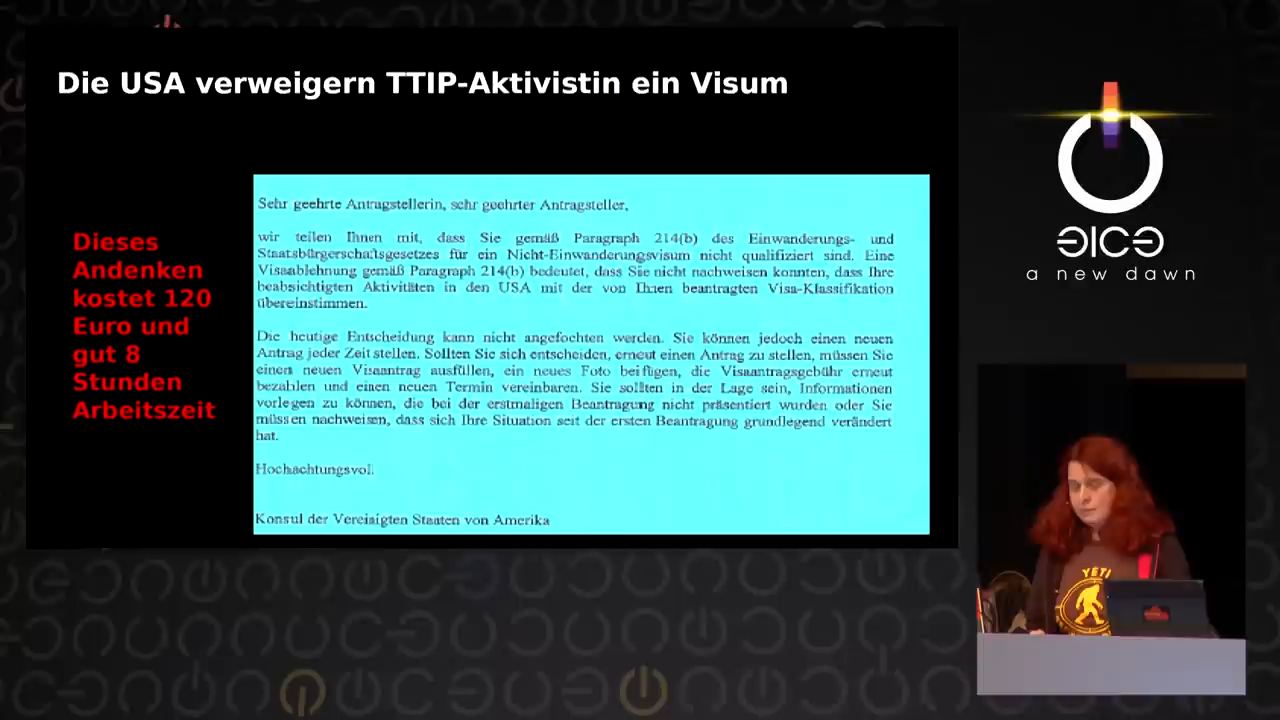 Die USA verweigern TTIP-Aktivistin ein Visum
Dieses
Andenken
kostet 120
Euro und
gut 8
Stunden
Arbeitszeit
Sehr geehrte Antragstellerin, sehr geehrter Antragsteller,
wir teilen Ihnen mit, dass Sie gemäß Paragraph 214(b) des Einwanderungs- und
Staatsbürgerschaftsgesetzes für ein Nicht-Einwanderungsvisum nicht qualifiziert sind. Eine
Visaablehnung gemäß Paragraph 214(b) bedeutet, dass Sie nicht nachweisen konnten, dass Ihre
beabsichtigten Aktivitäten in den USA mit der von Ihnen beantragten Visa-Klassifikation
übereinstimmen.
Die heutige Entscheidung kann nicht angefochten werden. Sie können jedoch einen neuen
Antrag jeder Zeit stellen. Sollten Sie sich entscheiden, erneut einen Antrag zu stellen, müssen Sie
einen neuen Visaantrag ausfüllen, ein neues Foto beifügen, die Visaantragsgebühr erneut
bezahlen und einen neuen Termin vereinbaren. Sie sollten in der Lage sein, Informationen
vorlegen zu können, die bei der erstmaligen Beantragung nicht präsentiert wurden oder Sie
müssen nachweisen, dass sich Ihre Situation seit der ersten Beantragung grundlegend verändert
hat.
Hochachtungsvoll
Konsul der Vereinigten Staaten von Amerika
a new dawn
YETI